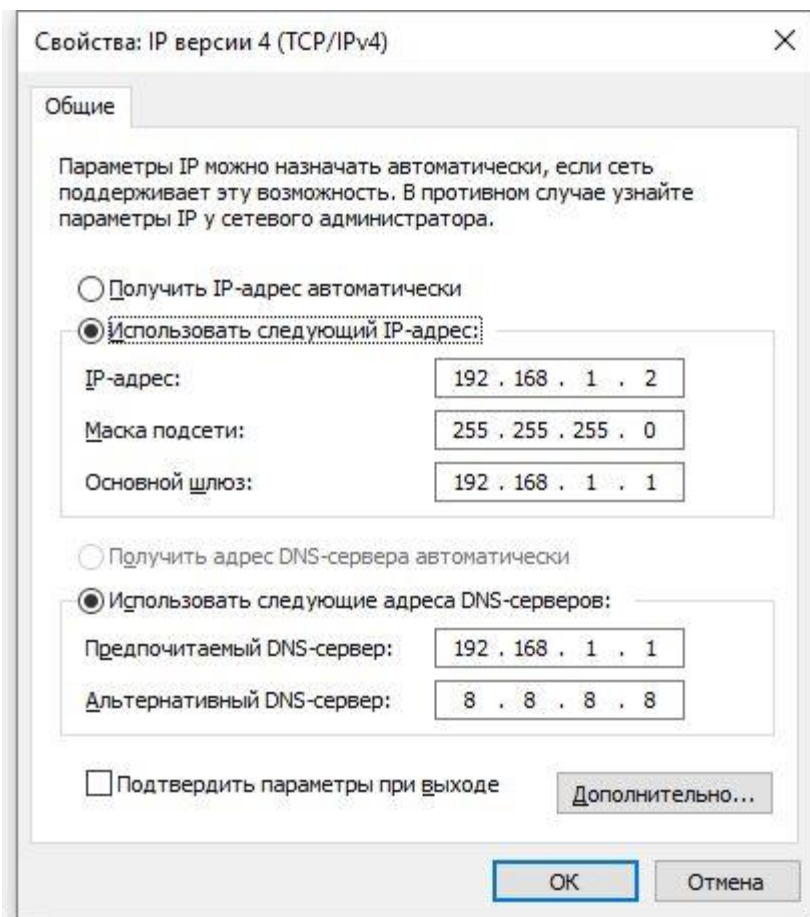 Свойства: IP версии 4 (TCP/IPv4)
Общие
Параметры IP можно назначать автоматически, если сеть
поддерживает эту возможность. В противном случае узнайте
параметры IP у сетевого администратора.
Получить IP-адрес автоматически
Использовать следующий IP-адрес:
IP-адрес: 192 . 168 . 1 . 2
Маска подсети: 255 . 255 . 255 . 0
Основной шлюз: 192 . 168 . 1 . 1
Получить адрес DNS-сервера автоматически
Использовать следующие адреса DNS-серверов:
Предпочитаемый DNS-сервер: 192 . 168 . 1 . 1
Альтернативный DNS-сервер: 8 . 8 . 8 . 8
Подтвердить параметры при выходе
Дополнительно...
ОК Отмена